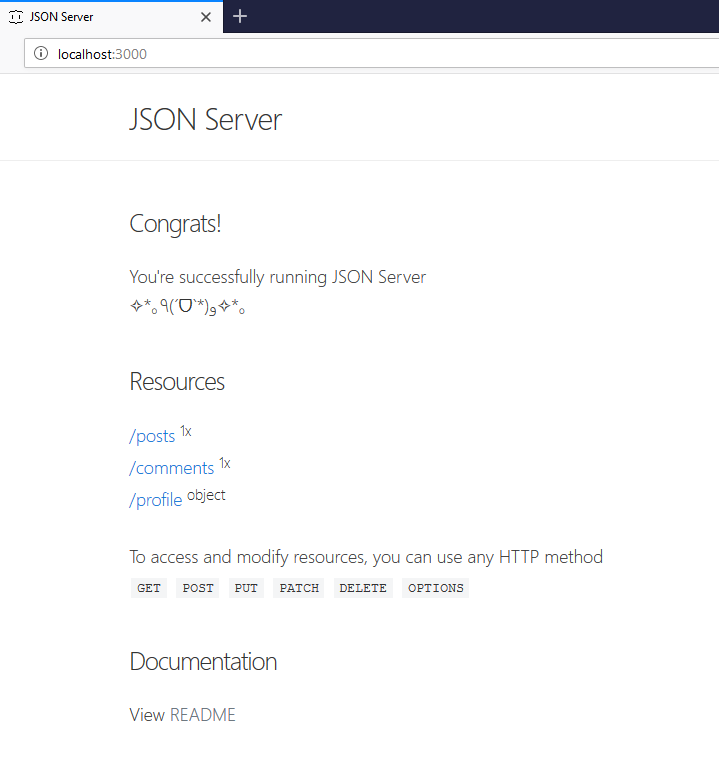 JSON Server
localhost:3000
JSON Server
Congrats!
You're successfully running JSON Server
✧*｡٩(ˊᗜˋ*)و✧*｡
Resources
/posts 1x
/comments 1x
/profile object
To access and modify resources, you can use any HTTP method
GET POST PUT PATCH DELETE OPTIONS
Documentation
View README